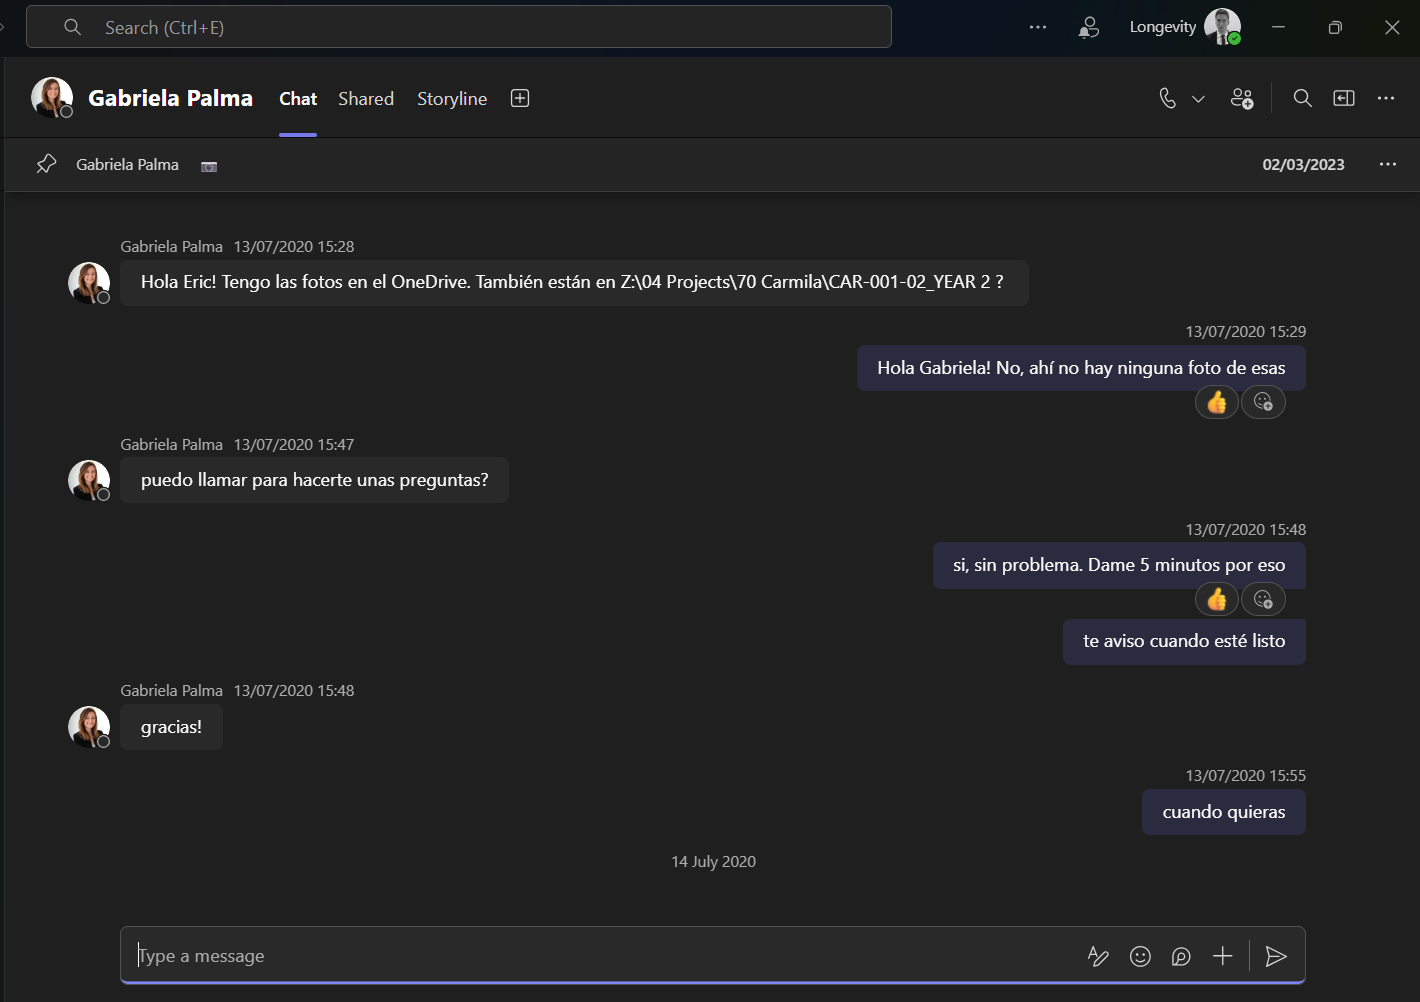 Search (Ctrl+E)
Longevity
Gabriela Palma Chat Shared Storyline
Gabriela Palma 02/03/2023
Gabriela Palma 13/07/2020 15:28
Hola Eric! Tengo las fotos en el OneDrive. También están en Z:\04 Projects\70 Carmila\CAR-001-02_YEAR 2 ?
13/07/2020 15:29
Hola Gabriela! No, ahí no hay ninguna foto de esas
Gabriela Palma 13/07/2020 15:47
puedo llamar para hacerte unas preguntas?
13/07/2020 15:48
si, sin problema. Dame 5 minutos por eso
te aviso cuando esté listo
Gabriela Palma 13/07/2020 15:48
gracias!
13/07/2020 15:55
cuando quieras
14 July 2020
Type a message